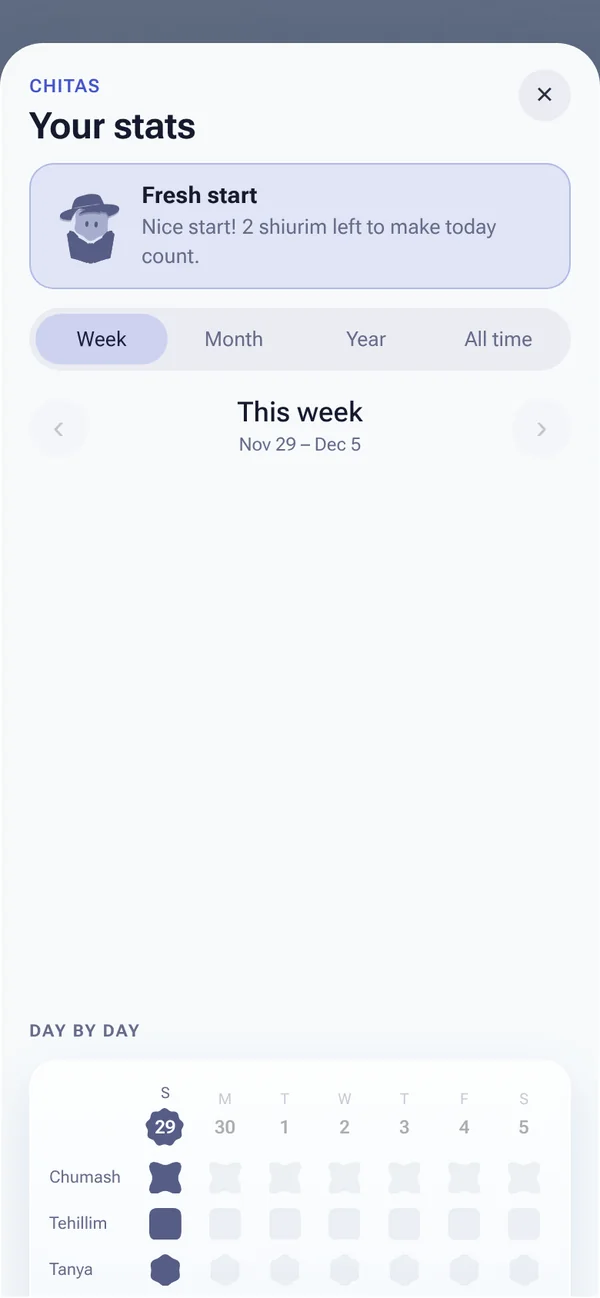 CHITAS
Your stats
Fresh start
Nice start! 2 shiurim left to make today
count.
Week Month Year All time
This week
Nov 29 – Dec 5
DAY BY DAY
S M T W T F S
29 30 1 2 3 4 5
Chumash
Tehillim
Tanya